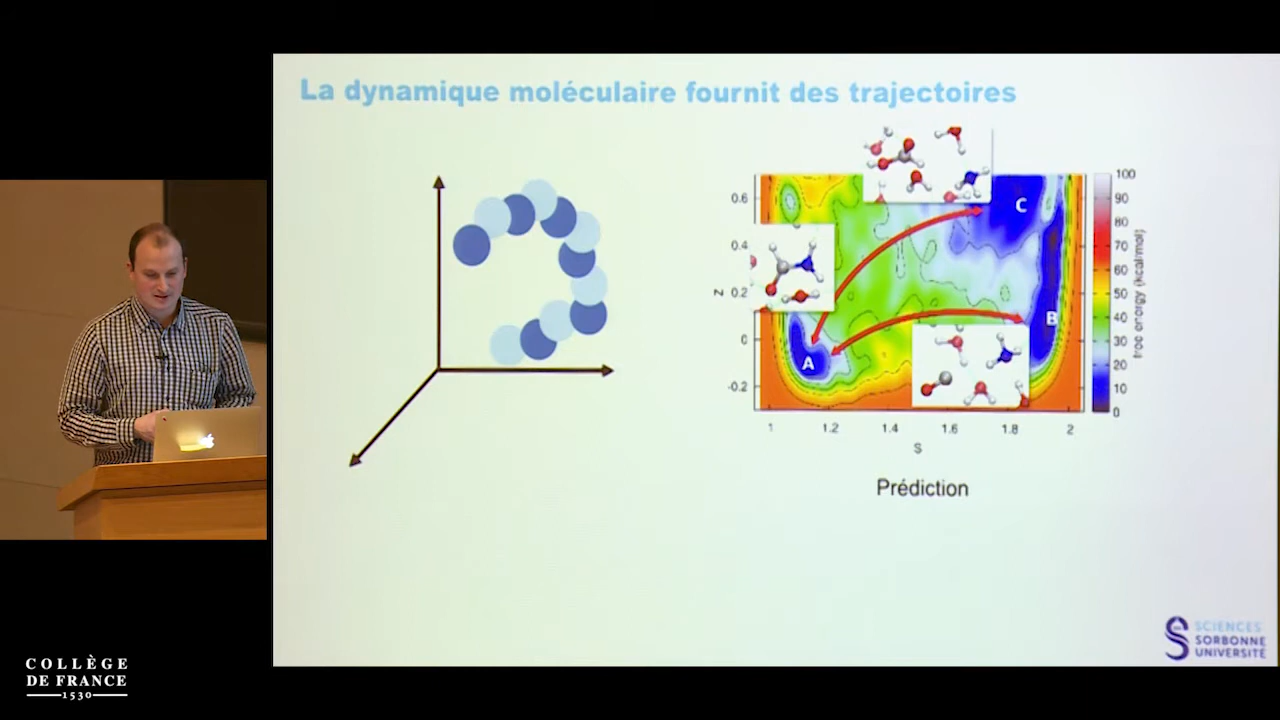 La dynamique moléculaire fournit des trajectoires
C
B
A
0.6
0.4
0.2
0
-0.2
Z
1
1.2
1.4
1.6
1.8
2
S
100
90
80
70
60
50
40
30
20
10
0
free energy (kcal/mol)
Prédiction
SCIENCES
SORBONNE
UNIVERSITÉ
COLLÈGE
DE FRANCE
1530